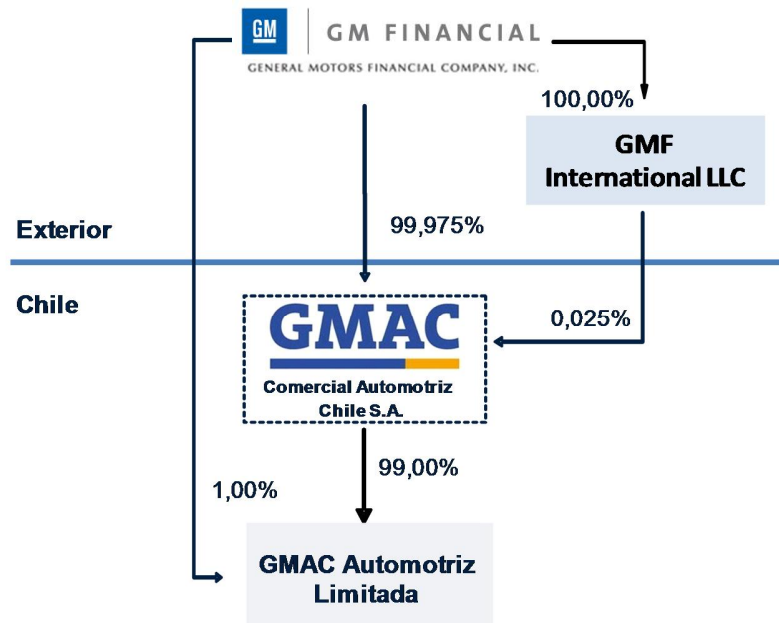 GM
GM FINANCIAL
GENERAL MOTORS FINANCIAL COMPANY, INC.
100,00%
GMF
International LLC
Exterior
99,975%
Chile
GMAC
Comercial Automotriz
Chile S.A.
0,025%
99,00%
1,00%
GMAC Automotriz
Limitada